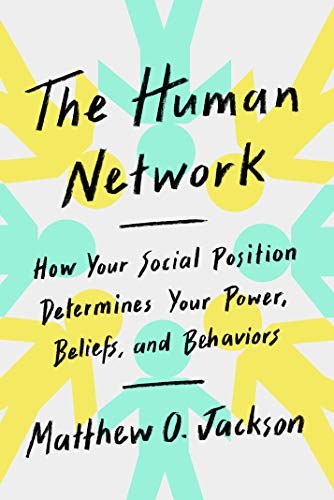 The Human
Network
How Your Social Position
Determines Your Power,
Beliefs, and Behaviors
Matthew O. Jackson